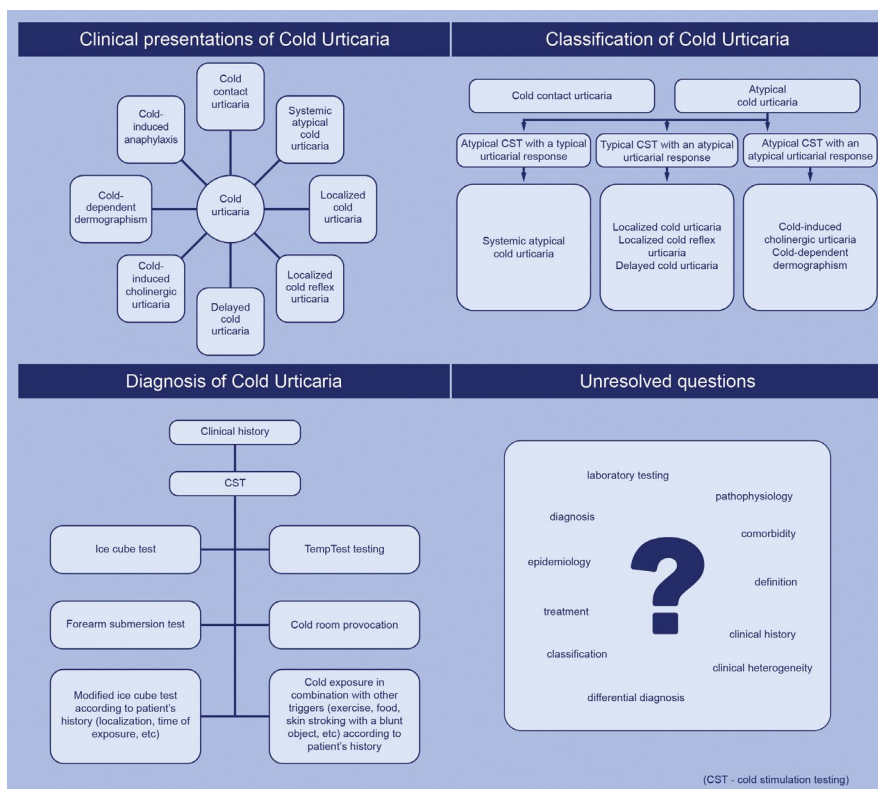 Clinical presentations of Cold Urticaria
Cold
contact
urticaria
Systemic
atypical
cold
urticaria
Localized
cold
urticaria
Localized
cold reflex
urticaria
Delayed
cold
urticaria
Cold-
induced
cholinergic
urticaria
Cold-
dependent
dermographism
Cold-
induced
anaphylaxis
Cold
urticaria
Classification of Cold Urticaria
Cold contact urticaria
Atypical
cold urticaria
Atypical CST with a typical
urticarial response
Typical CST with an atypical
urticarial response
Atypical CST with an
atypical urticarial response
Systemic atypical
cold urticaria
Localized cold urticaria
Localized cold reflex
urticaria
Delayed cold urticaria
Cold-induced
cholinergic urticaria
Cold-dependent
dermographism
Diagnosis of Cold Urticaria
Clinical history
CST
Ice cube test
TempTest testing
Forearm submersion test
Cold room provocation
Modified ice cube test
according to patient's
history (localization, time of
exposure, etc)
Cold exposure in
combination with other
triggers (exercise, food,
skin stroking with a blunt
object, etc) according to
patient's history
Unresolved questions
laboratory testing
pathophysiology
diagnosis
comorbidity
epidemiology
definition
treatment
clinical history
classification
clinical heterogeneity
differential diagnosis
?
(CST - cold stimulation testing)